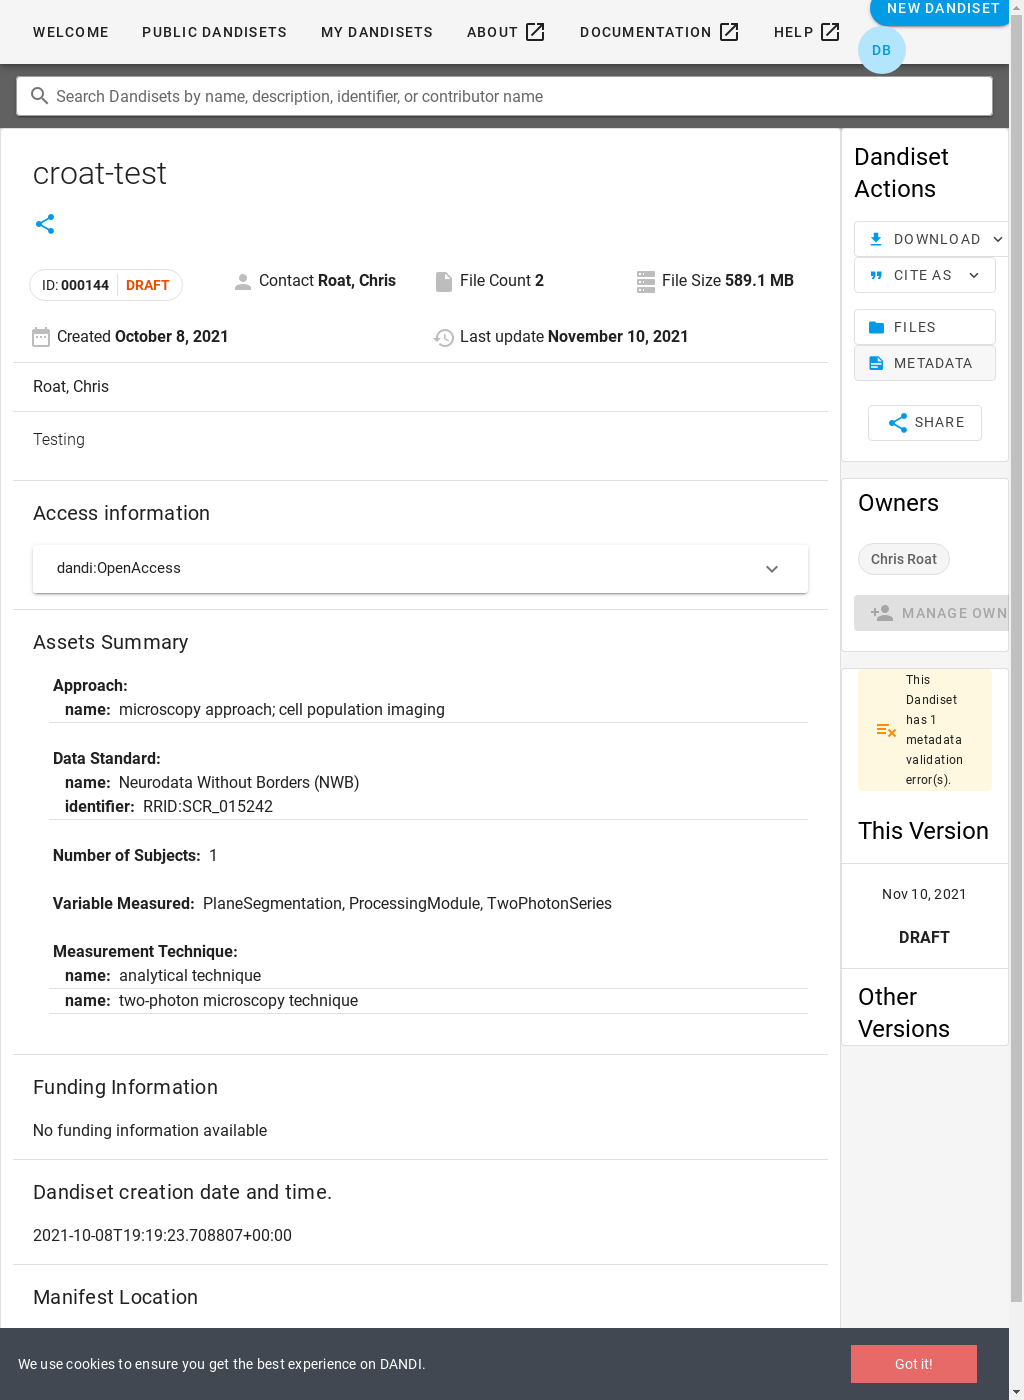 WELCOME PUBLIC DANDISETS MY DANDISETS ABOUT DOCUMENTATION HELP NEW DANDISET
DB
Search Dandisets by name, description, identifier, or contributor name
croat-test
ID: 000144 DRAFT Contact Roat, Chris File Count 2 File Size 589.1 MB
Created October 8, 2021 Last update November 10, 2021
Roat, Chris
Testing
Access information
dandi:OpenAccess
Assets Summary
Approach:
name: microscopy approach; cell population imaging
Data Standard:
name: Neurodata Without Borders (NWB)
identifier: RRID:SCR_015242
Number of Subjects: 1
Variable Measured: PlaneSegmentation, ProcessingModule, TwoPhotonSeries
Measurement Technique:
name: analytical technique
name: two-photon microscopy technique
Funding Information
No funding information available
Dandiset creation date and time.
2021-10-08T19:19:23.708807+00:00
Manifest Location
Dandiset
Actions
DOWNLOAD
CITE AS
FILES
METADATA
SHARE
Owners
Chris Roat
MANAGE OWN
This
Dandiset
has 1
metadata
validation
error(s).
This Version
Nov 10, 2021
DRAFT
Other
Versions
We use cookies to ensure you get the best experience on DANDI.
Got it!